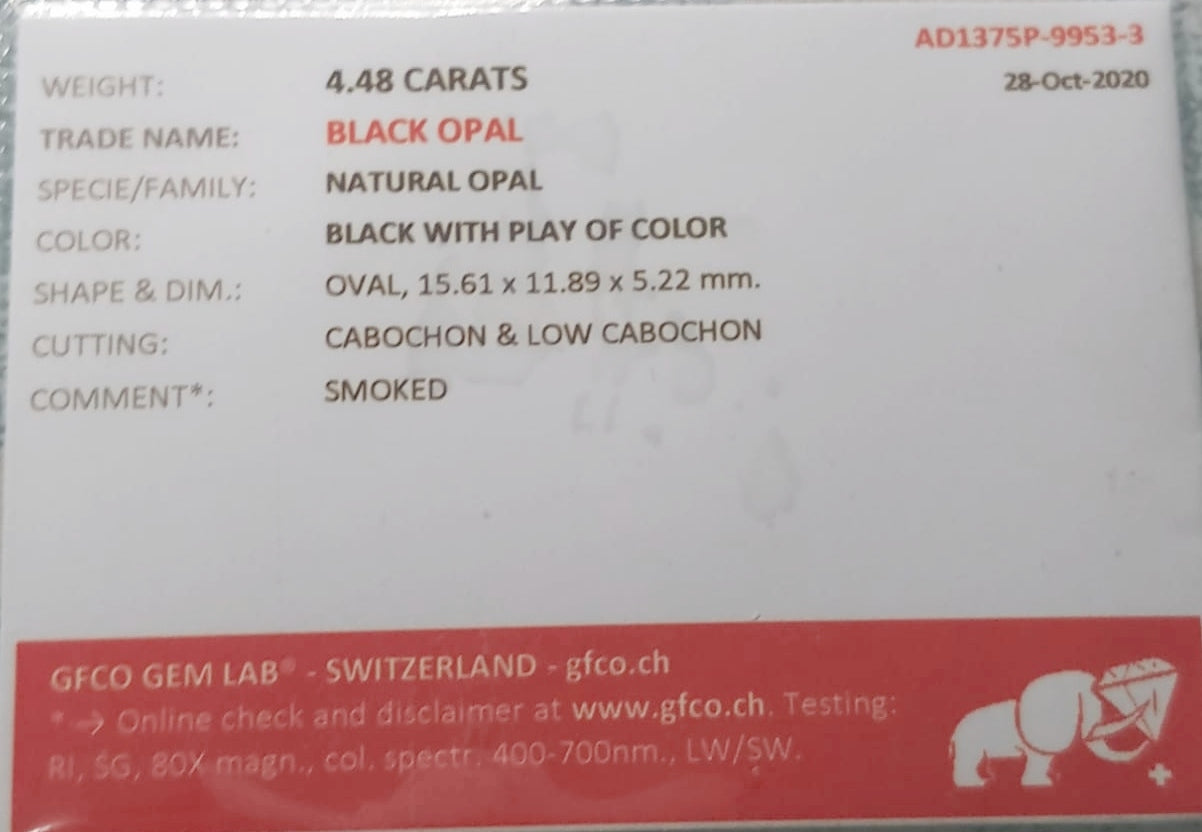 AD1375P-9953-3
28-Oct-2020
WEIGHT: 4.48 CARATS
TRADE NAME: BLACK OPAL
SPECIE/FAMILY: NATURAL OPAL
COLOR: BLACK WITH PLAY OF COLOR
SHAPE & DIM.: OVAL, 15.61 x 11.89 x 5.22 mm.
CUTTING: CABOCHON & LOW CABOCHON
COMMENT*: SMOKED
GFCO GEM LAB® - SWITZERLAND - gfco.ch
* → Online check and disclaimer at www.gfco.ch. Testing:
RI, SG, 80X magn., col. spectr. 400-700nm., LW/SW.